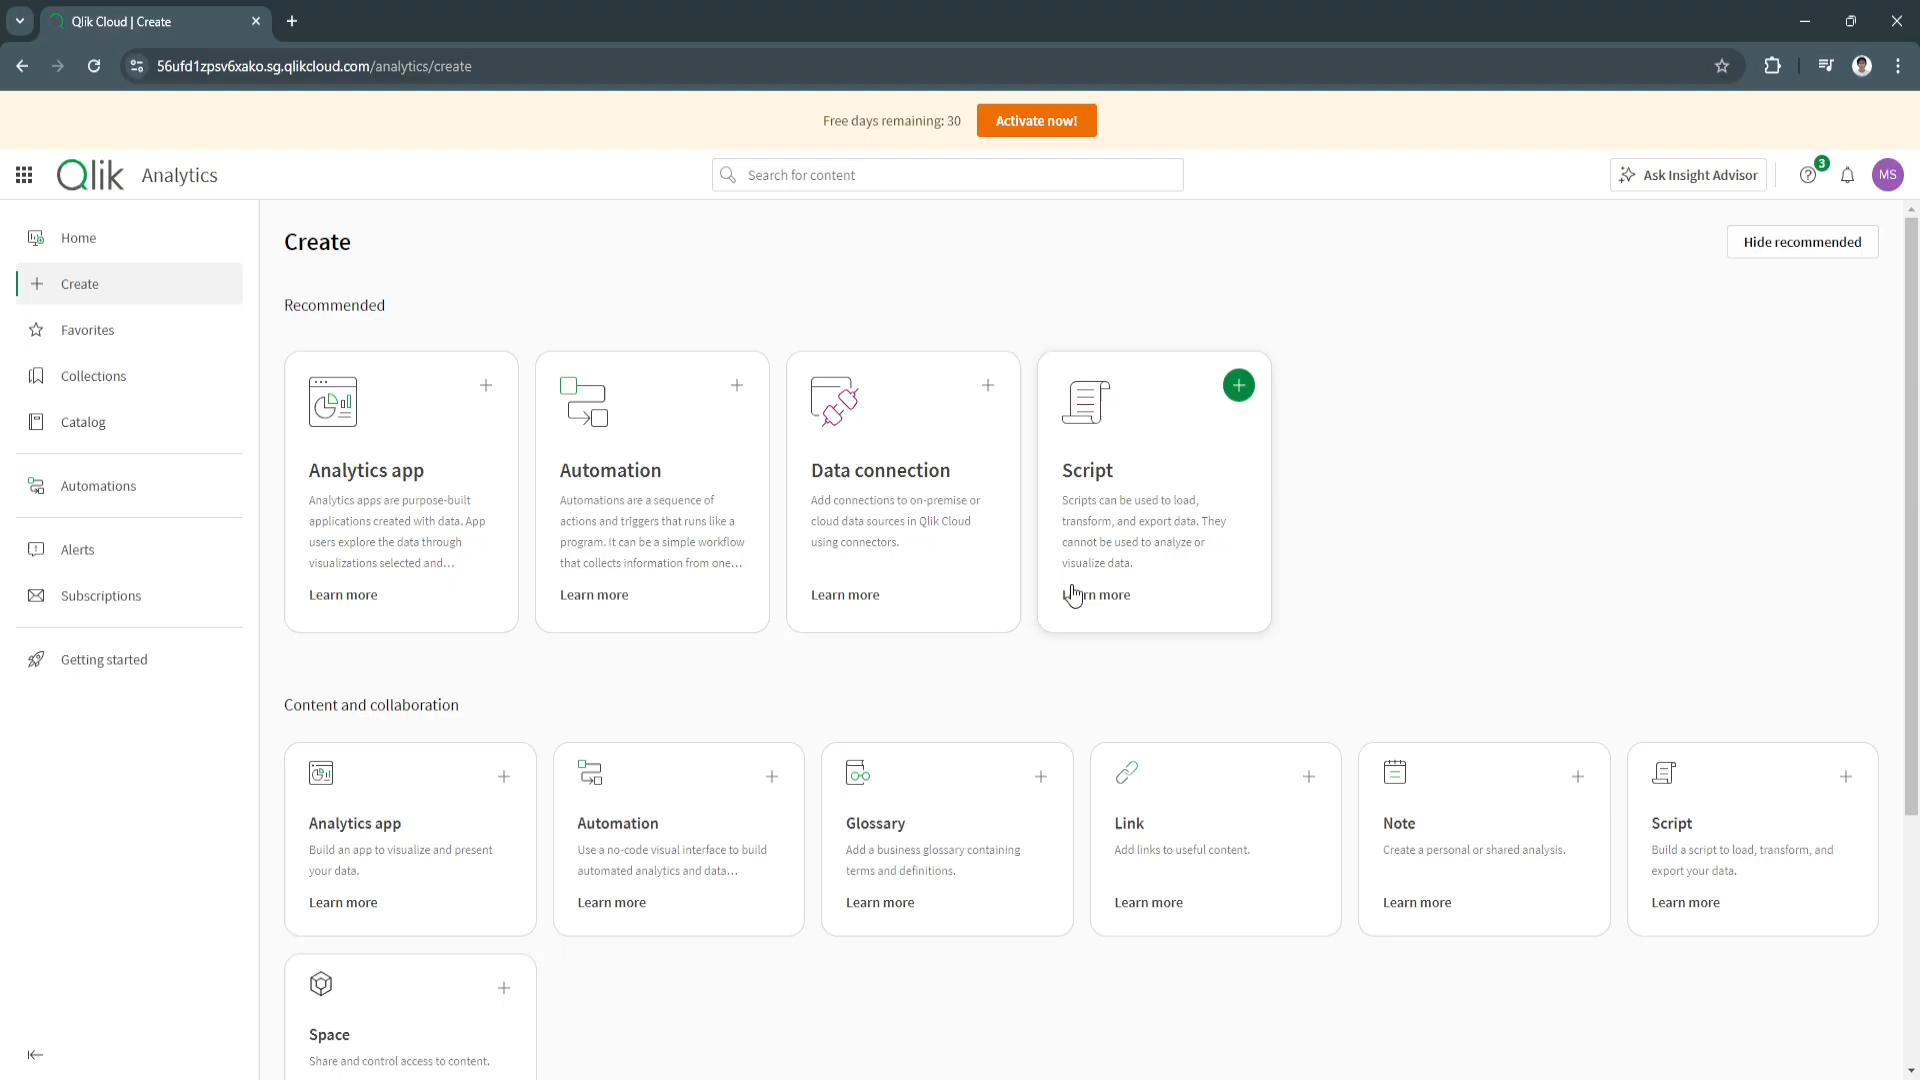 Qlik Cloud | Create
56ufd1zpsv6xako.sg.qlikcloud.com/analytics/create
Free days remaining: 30
Activate now!
Qlik Analytics
Search for content
Ask Insight Advisor
3
MS
Home
Create
Favorites
Collections
Catalog
Automations
Alerts
Subscriptions
Getting started
Create
Hide recommended
Recommended
Analytics app
Analytics apps are purpose-built
applications created with data. App
users explore the data through
visualizations selected and...
Learn more
Automation
Automations are a sequence of
actions and triggers that runs like a
program. It can be a simple workflow
that collects information from one...
Learn more
Data connection
Add connections to on-premise or
cloud data sources in Qlik Cloud
using connectors.
Learn more
Script
Scripts can be used to load,
transform, and export data. They
cannot be used to analyze or
visualize data.
Learn more
Content and collaboration
Analytics app
Build an app to visualize and present
your data.
Learn more
Automation
Use a no-code visual interface to build
automated analytics and data...
Learn more
Glossary
Add a business glossary containing
terms and definitions.
Learn more
Link
Add links to useful content.
Learn more
Note
Create a personal or shared analysis.
Learn more
Script
Build a script to load, transform, and
export your data.
Learn more
Space
Share and control access to content.